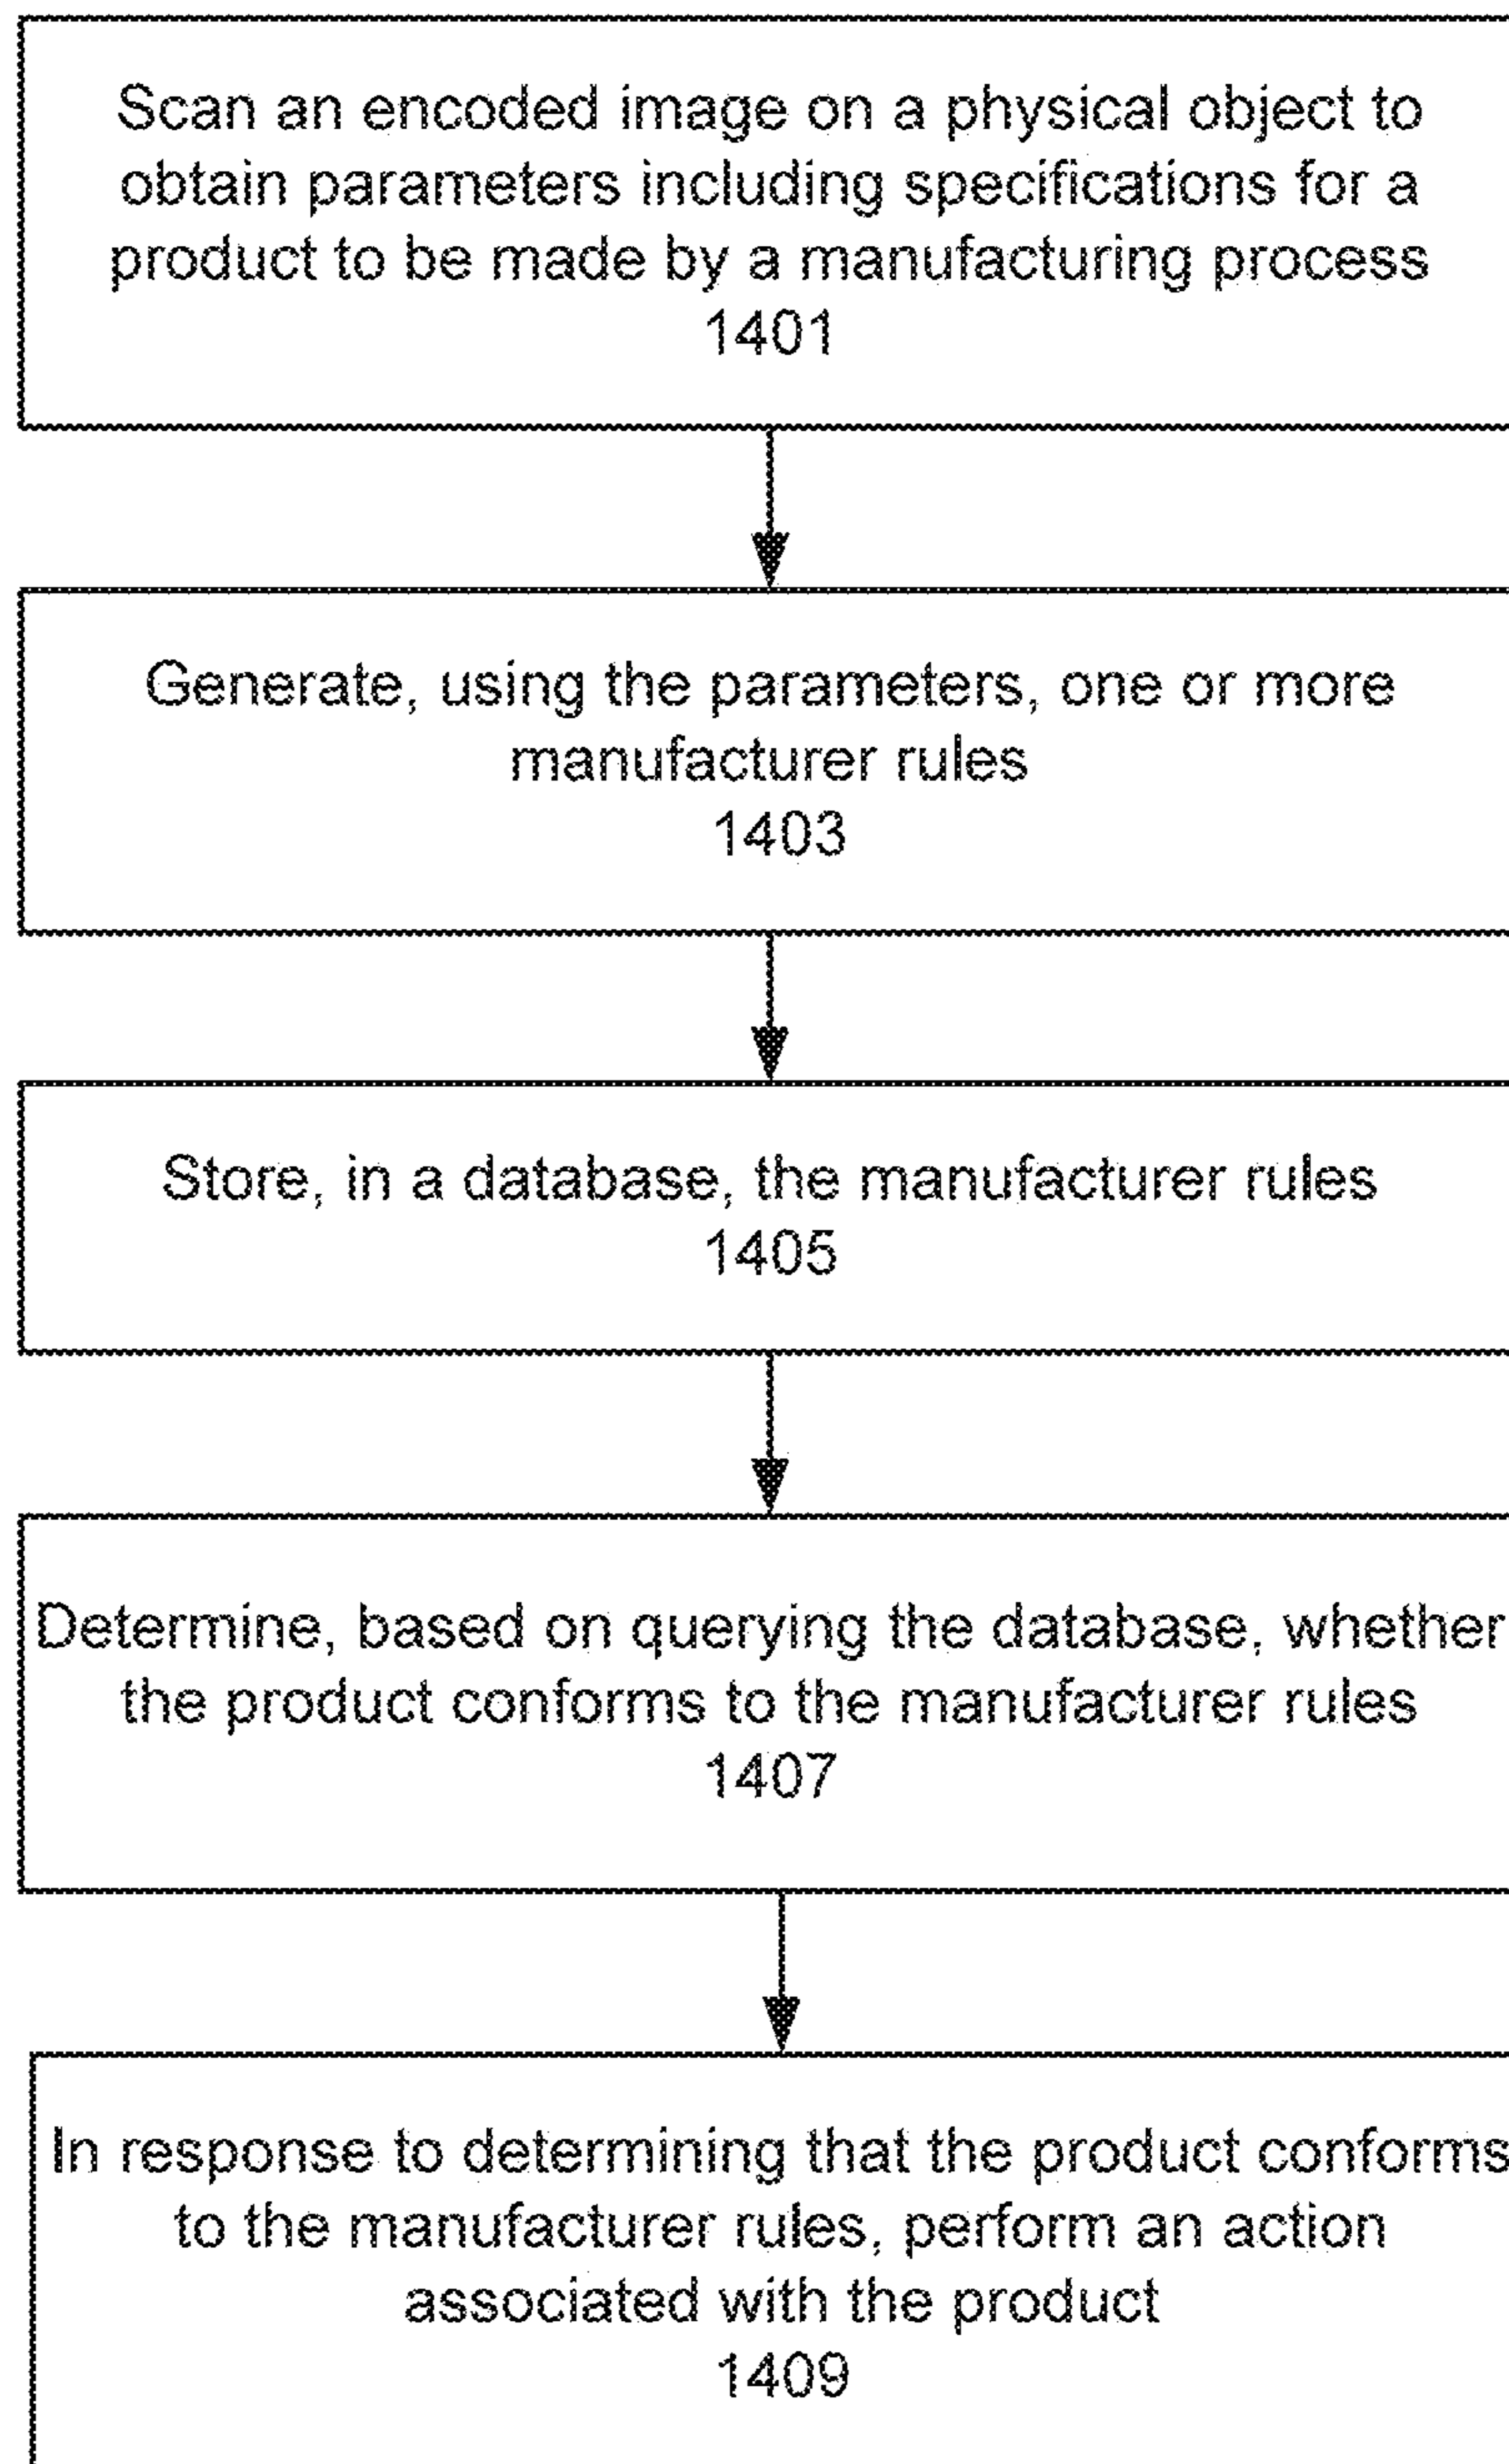 Scan an encoded image on a physical object to
obtain parameters including specifications for a
product to be made by a manufacturing process
1401
Generate, using the parameters, one or more
manufacturer rules
1403
Store, in a database, the manufacturer rules
1405
Determine, based on querying the database, whether
the product conforms to the manufacturer rules
1407
In response to determining that the product conforms
to the manufacturer rules, perform an action
associated with the product
1409